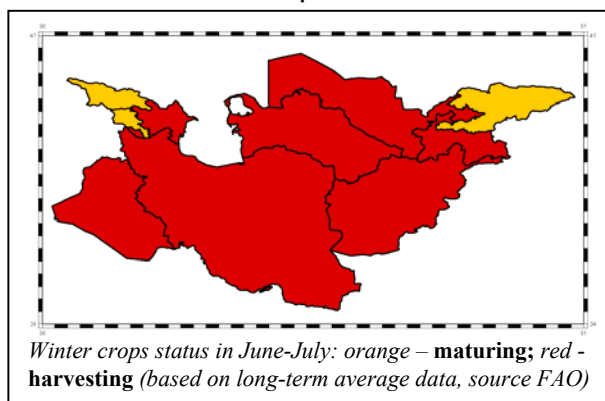 Winter crops status in June-July: orange – maturing; red -
harvesting (based on long-term average data, source FAO)